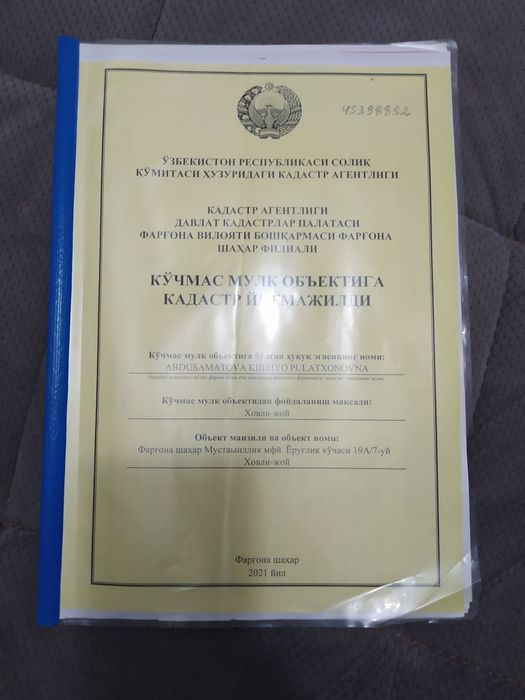 45398892
ЎЗБЕКИСТОН РЕСПУБЛИКАСИ СОЛИҚ
ҚЎМИТАСИ ҲУЗУРИДАГИ КАДАСТР АГЕНТЛИГИ
КАДАСТР АГЕНТЛИГИ
ДАВЛАТ КАДАСТРЛАР ПАЛАТАСИ
ФАРҒОНА ВИЛОЯТИ БОШҚАРМАСИ ФАРҒОНА
ШАҲАР ФИЛИАЛИ
КЎЧМАС МУЛК ОБЪЕКТИГА
КАДАСТР
Кўчмас мулк объектига бўлган ҳуқуқ эгасининг номи:
ABDUSAMATOVA KIBRIYO PULATXONOVNA
Кўчмас мулк объектидан фойдаланиш мақсади:
Ховли-жой
Объект манзили ва объект номи:
Фарғона шаҳар Мустақиллик мфй. Ёруғлик кўчаси 19А/7-уй
Ховли-жой
Фарғона шаҳар
2021 йил